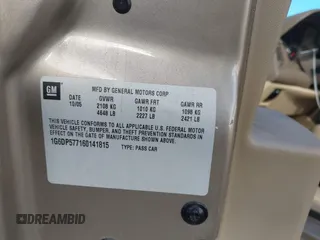 GM
MFD BY GENERAL MOTORS CORP
DATE GVWR GAWR FRT GAWR RR
10/05 2108 KG 1010 KG 1098 KG
4648 LB 2227 LB 2421 LB
THIS VEHICLE CONFORMS TO ALL APPLICABLE U.S. FEDERAL MOTOR
VEHICLE SAFETY, BUMPER, AND THEFT PREVENTION STANDARDS
IN EFFECT ON THE DATE OF MANUFACTURE SHOWN ABOVE.
1G6DP577160141815 TYPE: PASS CAR
DREAMBID